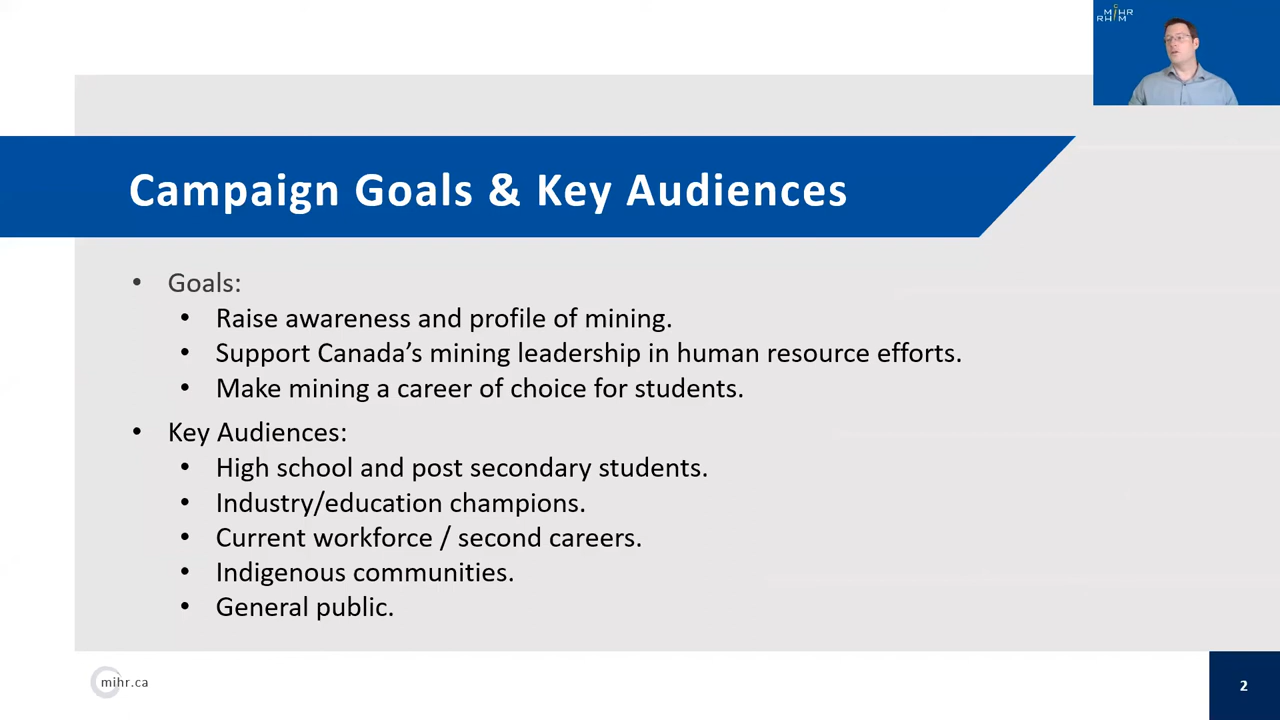 MiHR
RHiM
Campaign Goals & Key Audiences
• Goals:
• Raise awareness and profile of mining.
• Support Canada’s mining leadership in human resource efforts.
• Make mining a career of choice for students.
• Key Audiences:
• High school and post secondary students.
• Industry/education champions.
• Current workforce / second careers.
• Indigenous communities.
• General public.
mihr.ca
2